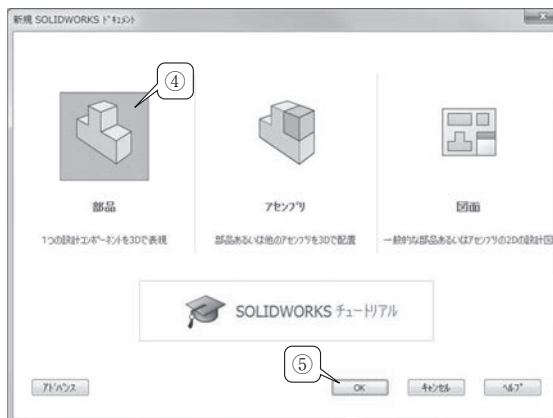 新規 SOLIDWORKS ドキュメント
④
部品
アセンブリ
図面
1つの設計コンポーネントを3Dで表現
部品あるいは他のアセンブリを3Dで配置
一般的な部品あるいはアセンブリの2Dの設計図
SOLIDWORKS チュートリアル
⑤
アドバンス
OK
キャンセル
ヘルプ